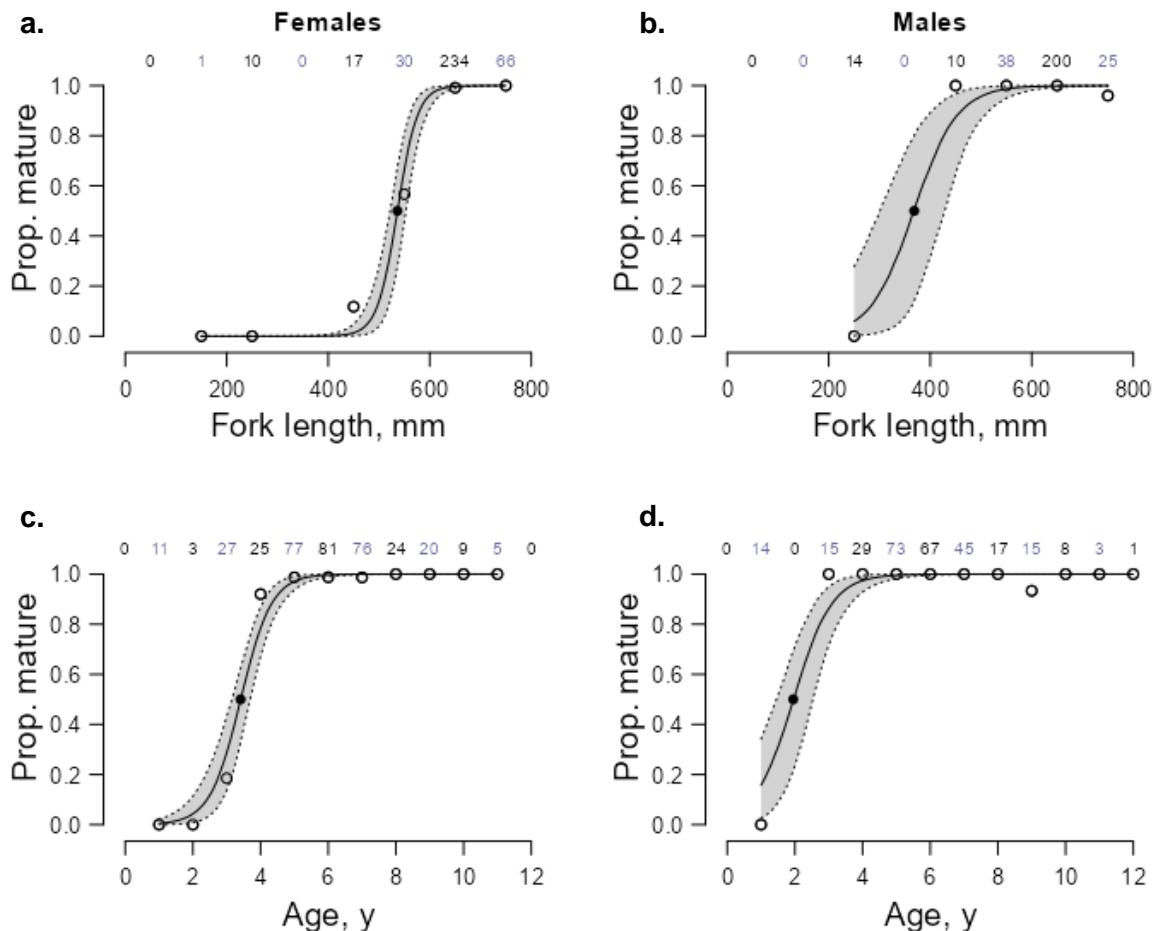 a. Females
0 1 10 0 17 30 234 66
1.0
0.8
0.6
0.4
0.2
0.0
Prop. mature
0 200 400 600 800
Fork length, mm
b. Males
0 0 14 0 10 38 200 25
1.0
0.8
0.6
0.4
0.2
0.0
Prop. mature
0 200 400 600 800
Fork length, mm
c.
0 11 3 27 25 77 81 76 24 20 9 5 0
1.0
0.8
0.6
0.4
0.2
0.0
Prop. mature
0 2 4 6 8 10 12
Age, y
d.
0 14 0 15 29 73 67 45 17 15 8 3 1
1.0
0.8
0.6
0.4
0.2
0.0
Prop. mature
0 2 4 6 8 10 12
Age, y